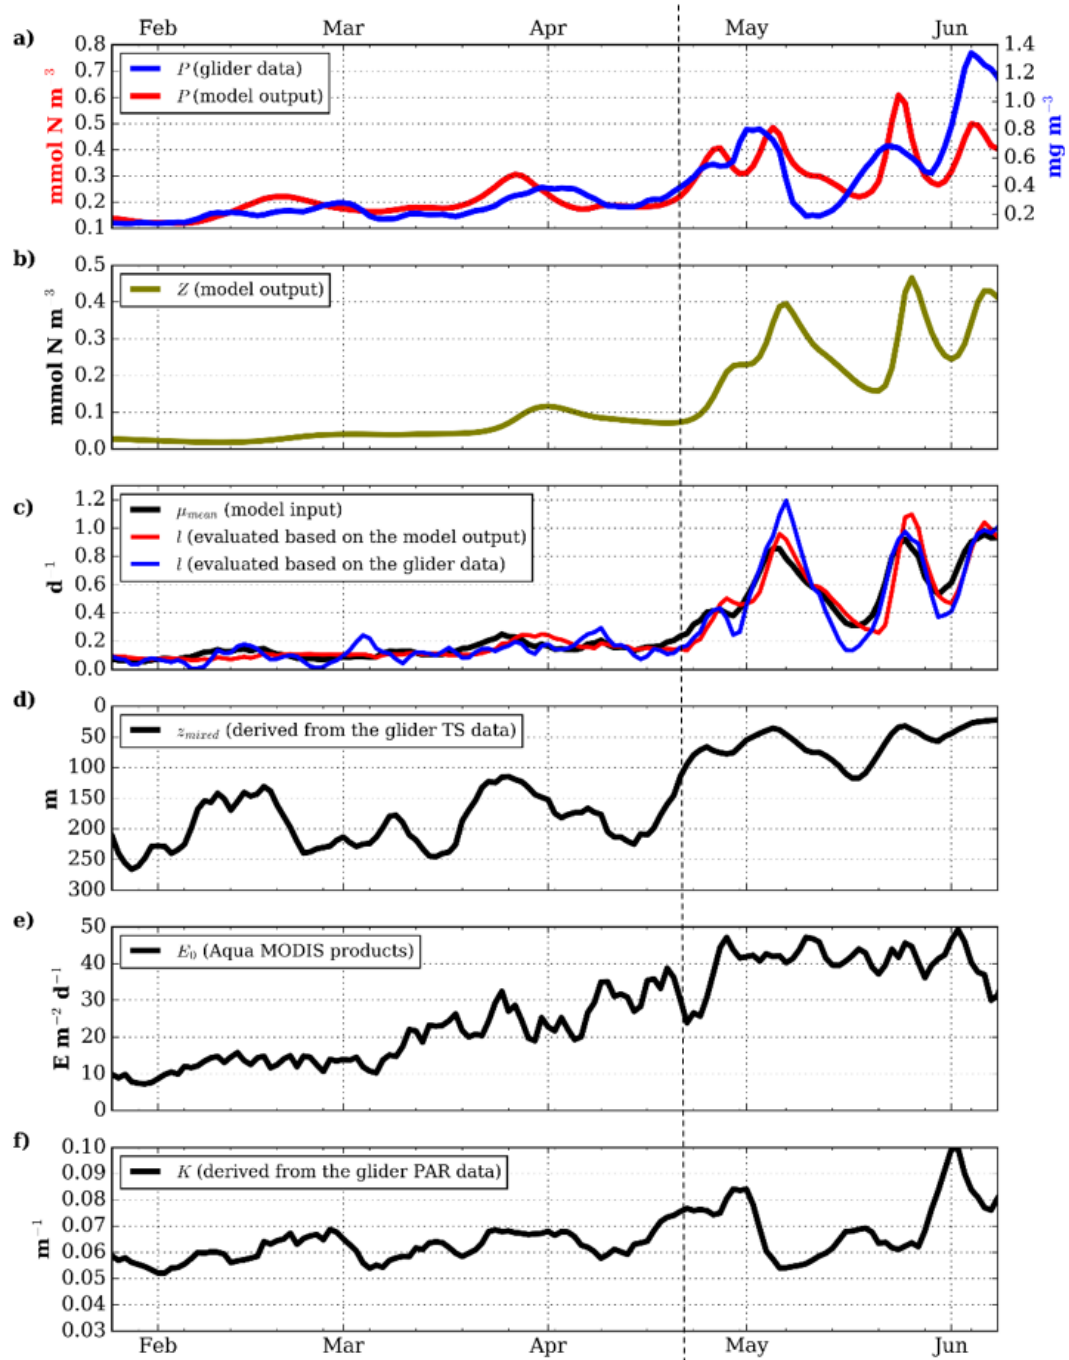 Feb Mar Apr May Jun
a)
0.8
0.7
0.6
0.5
0.4
0.3
0.2
0.1
mmol N m 3
P (glider data)
P (model output)
1.4
1.2
1.0
0.8
0.6
0.4
0.2
mg m−3
b)
0.5
0.4
0.3
0.2
0.1
0.0
mmol N m 3
Z (model output)
c)
1.2
1.0
0.8
0.6
0.4
0.2
0.0
d 1
μmean (model input)
l (evaluated based on the model output)
l (evaluated based on the glider data)
d)
0
50
100
150
200
250
300
m
zmixed (derived from the glider TS data)
e)
50
40
30
20
10
0
E m−2 d−1
E0 (Aqua MODIS products)
f)
0.10
0.09
0.08
0.07
0.06
0.05
0.04
0.03
m−1
K (derived from the glider PAR data)
Feb Mar Apr May Jun